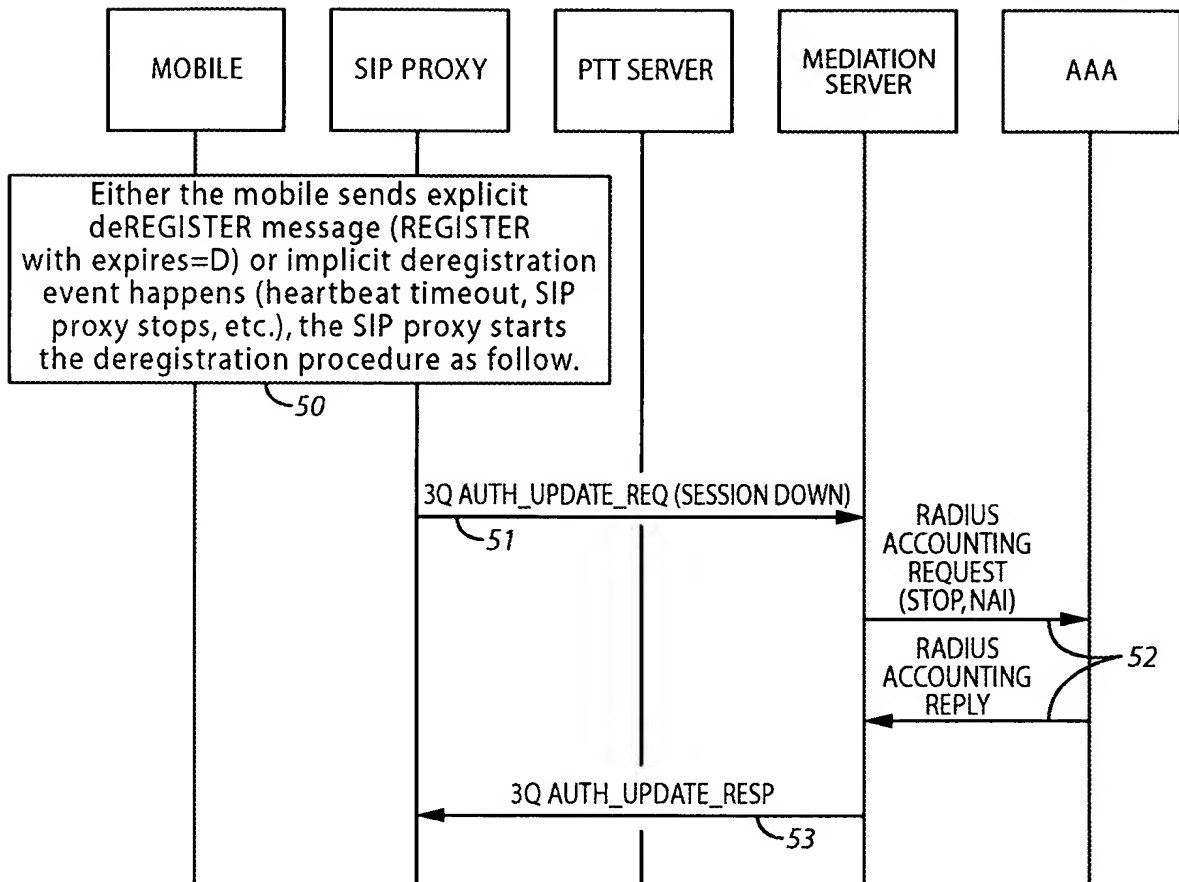 MOBILE
SIP PROXY
PTT SERVER
MEDIATION
SERVER
AAA
Either the mobile sends explicit
deREGISTER message (REGISTER
with expires=D) or implicit deregistration
event happens (heartbeat timeout, SIP
proxy stops, etc.), the SIP proxy starts
the deregistration procedure as follow.
50
3Q AUTH_UPDATE_REQ (SESSION DOWN)
51
RADIUS
ACCOUNTING
REQUEST
(STOP, NAI)
RADIUS
ACCOUNTING
REPLY
52
3Q AUTH_UPDATE_RESP
53